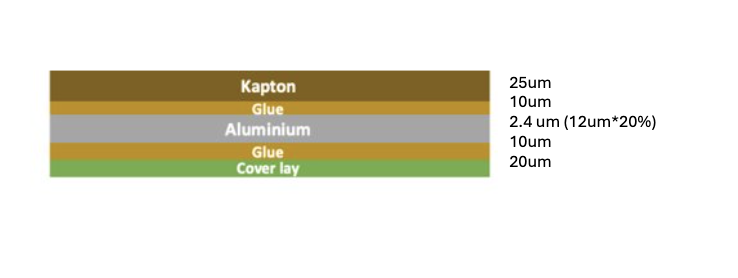 Kapton
Glue
Aluminium
Glue
Cover lay
25um
10um
2.4 um (12um*20%)
10um
20um